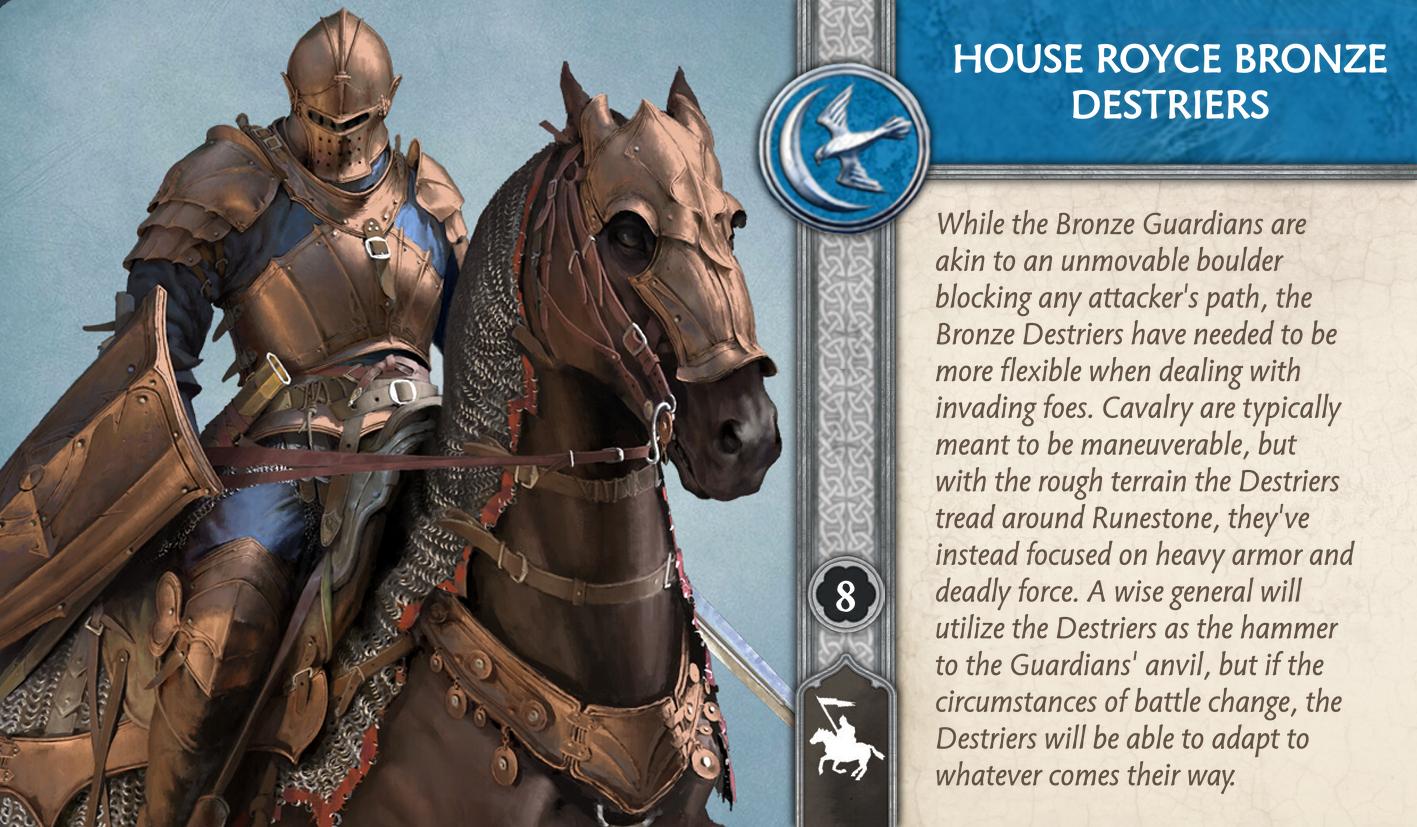 HOUSE ROYCE BRONZE
DESTRIERS
While the Bronze Guardians are
akin to an unmovable boulder
blocking any attacker's path, the
Bronze Destriers have needed to be
more flexible when dealing with
invading foes. Cavalry are typically
meant to be maneuverable, but
with the rough terrain the Destriers
tread around Runestone, they've
instead focused on heavy armor and
deadly force. A wise general will
utilize the Destriers as the hammer
to the Guardians' anvil, but if the
circumstances of battle change, the
Destriers will be able to adapt to
whatever comes their way.
8